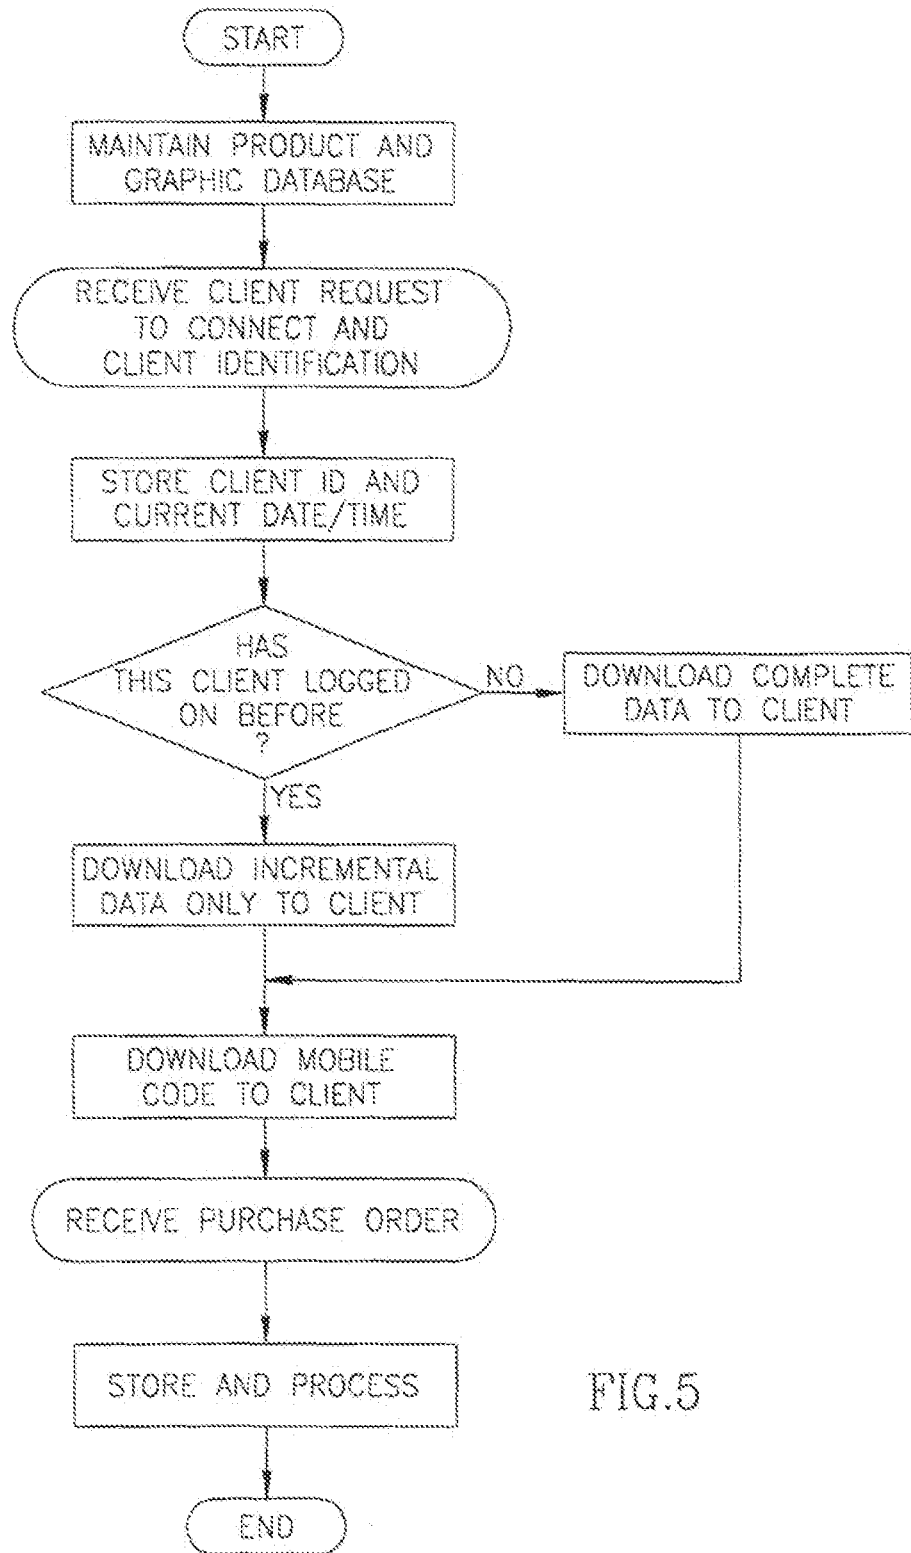 START
MAINTAIN PRODUCT AND
GRAPHIC DATABASE
RECEIVE CLIENT REQUEST
TO CONNECT AND
CLIENT IDENTIFICATION
STORE CLIENT ID AND
CURRENT DATE/TIME
HAS
THIS CLIENT LOGGED
ON BEFORE
?
NO
DOWNLOAD COMPLETE
DATA TO CLIENT
YES
DOWNLOAD INCREMENTAL
DATA ONLY TO CLIENT
DOWNLOAD MOBILE
CODE TO CLIENT
RECEIVE PURCHASE ORDER
STORE AND PROCESS
FIG.5
END